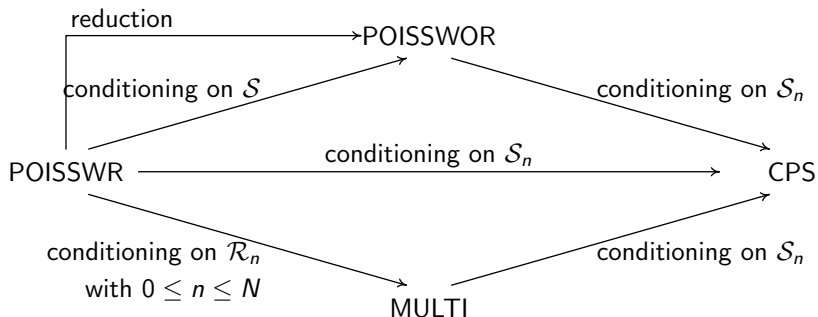 reduction
POISSWOR
conditioning on 𝒮
conditioning on 𝒮ₙ
POISSWR
conditioning on 𝒮ₙ
CPS
conditioning on ℛₙ
with 0 ≤ n ≤ N
conditioning on 𝒮ₙ
MULTI